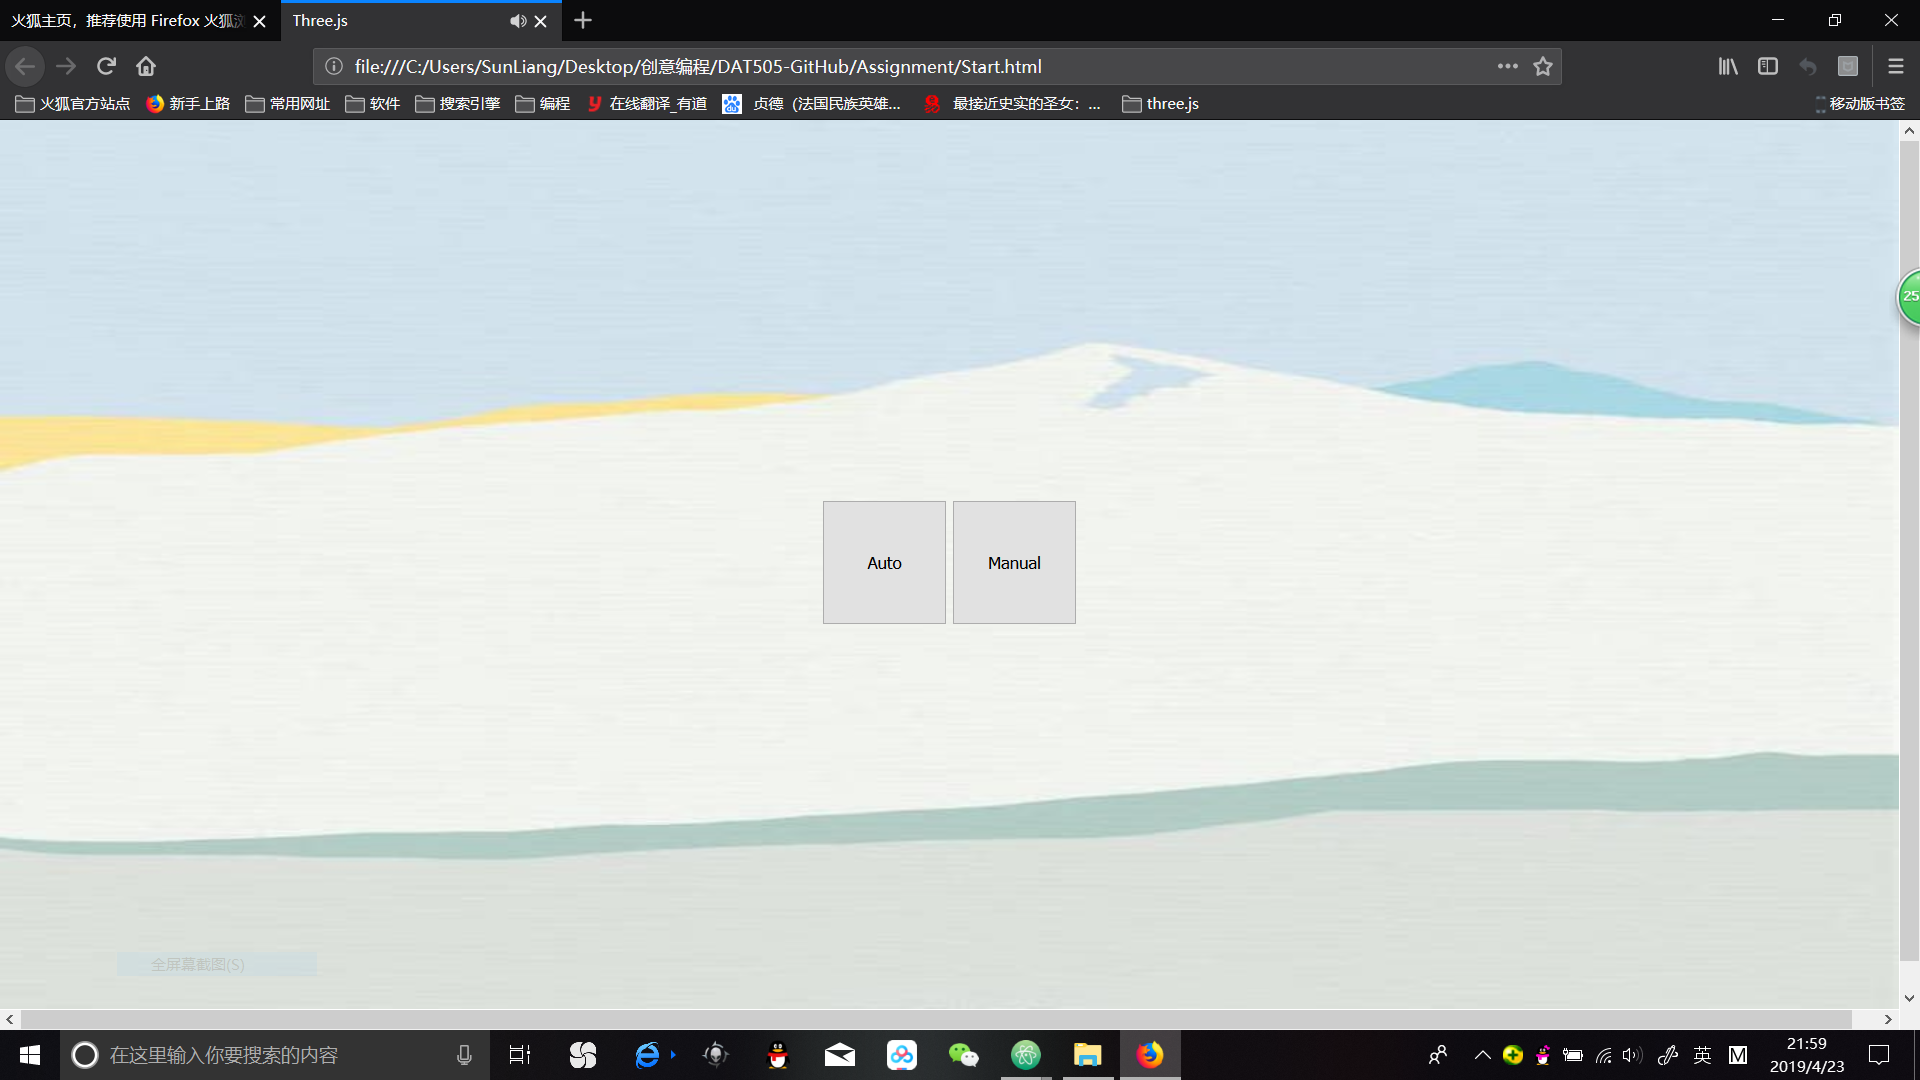 火狐主页，推荐使用 Firefox 火狐浏
Three.js
file:///C:/Users/SunLiang/Desktop/创意编程/DAT505-GitHub/Assignment/Start.html
火狐官方站点 新手上路 常用网址 软件 搜索引擎 编程 在线翻译_有道 贞德（法国民族英雄... 最接近史实的圣女：... three.js 移动版书签
25
Auto Manual
全屏幕截图(S)
在这里输入你要搜索的内容
英 M
21:59
2019/4/23